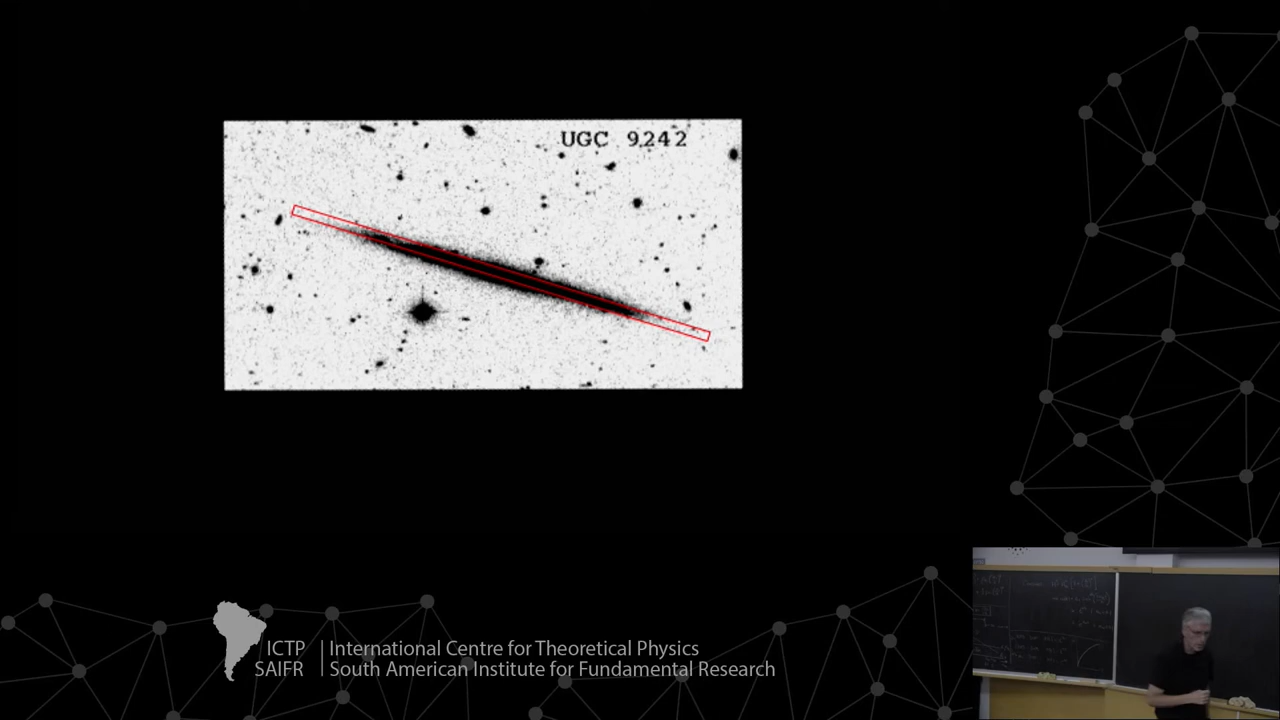 UGC 9242
ICTP
SAIFR
International Centre for Theoretical Physics
South American Institute for Fundamental Research